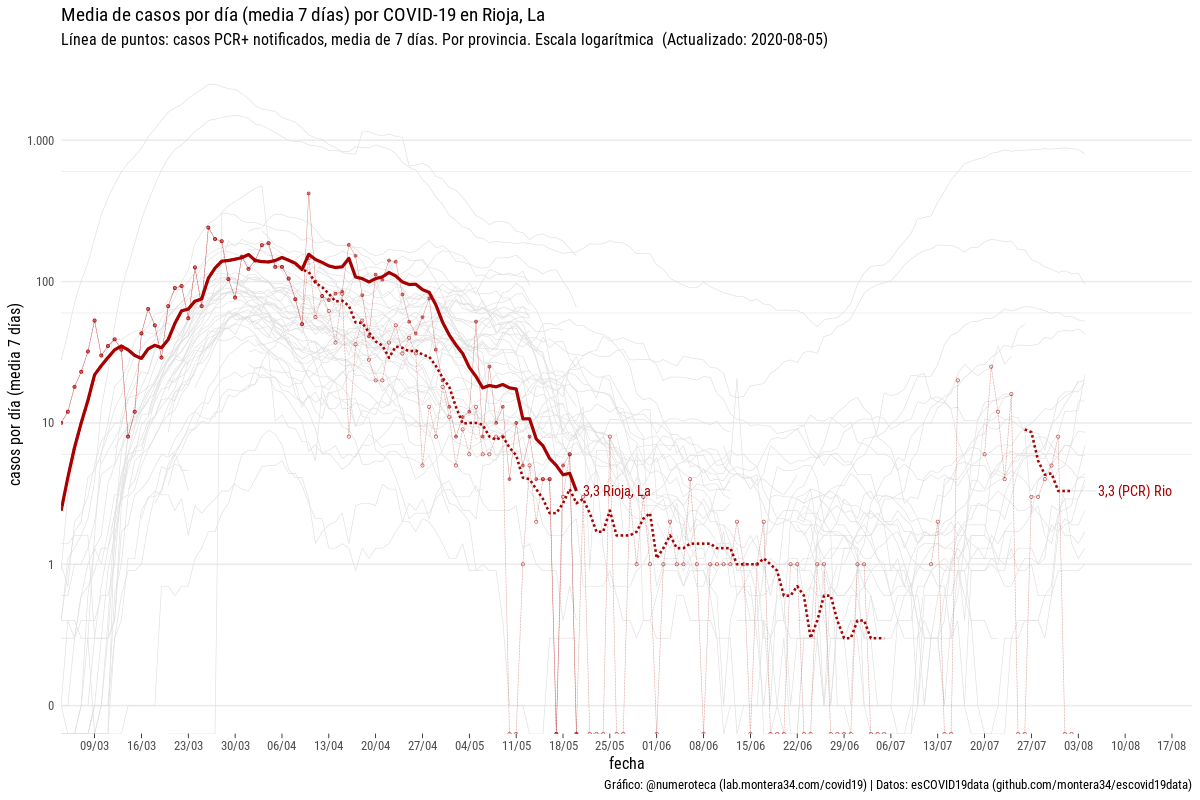 Media de casos por día (media 7 días) por COVID-19 en Rioja, La
Línea de puntos: casos PCR+ notificados, media de 7 días. Por provincia. Escala logarítmica (Actualizado: 2020-08-05)
casos por día (media 7 días)
1.000
100
10
1
0
3,3 Rioja, La
3,3 (PCR) Rio
09/03 16/03 23/03 30/03 06/04 13/04 20/04 27/04 04/05 11/05 18/05 25/05 01/06 08/06 15/06 22/06 29/06 06/07 13/07 20/07 27/07 03/08 10/08 17/08
fecha
Gráfico: @numeroteca (lab.montera34.com/covid19) | Datos: esCOVID19data (github.com/montera34/escovid19data)